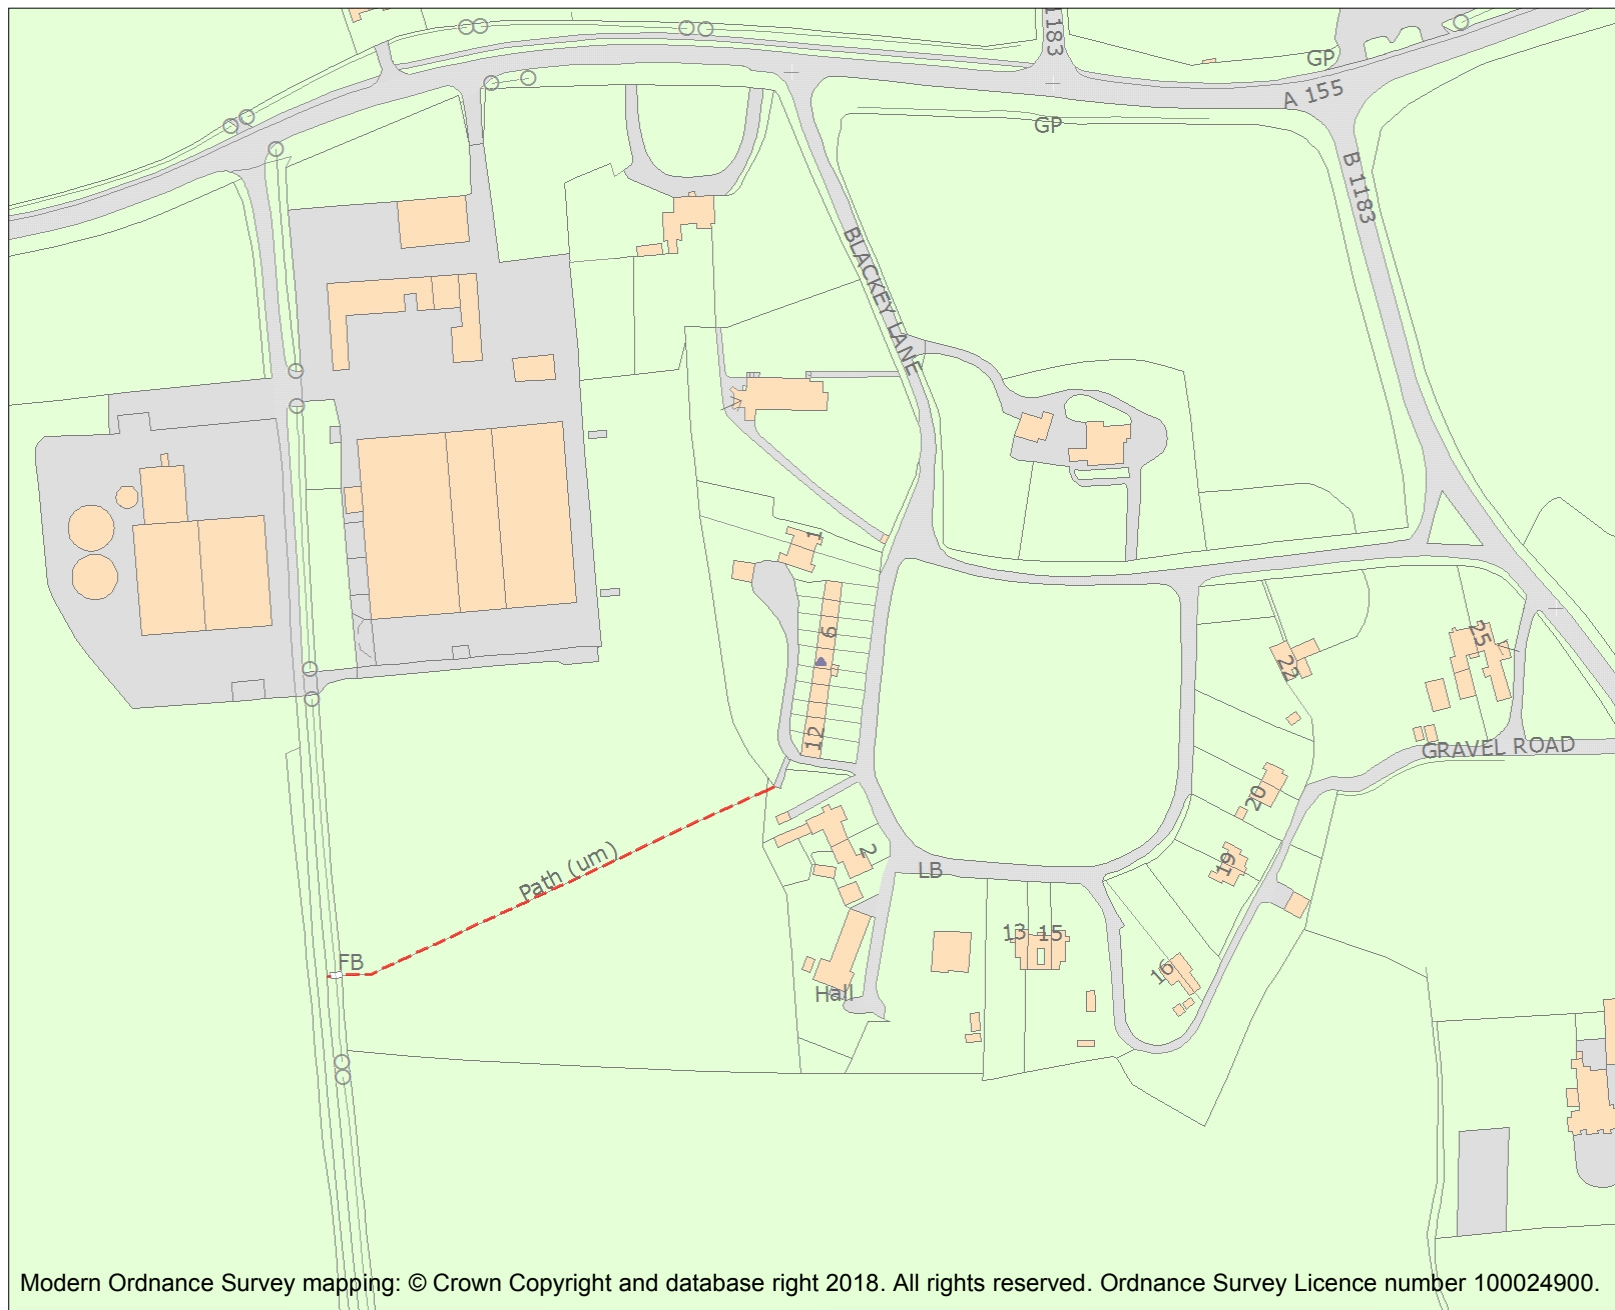 1183
GP
A 155
GP
B 1183
BLACKEY LANE
1
6
12
22
25
GRAVEL ROAD
20
2
19
LB
Path (um)
13 15
FB
16
Hall
Modern Ordnance Survey mapping: © Crown Copyright and database right 2018. All rights reserved. Ordnance Survey Licence number 100024900.